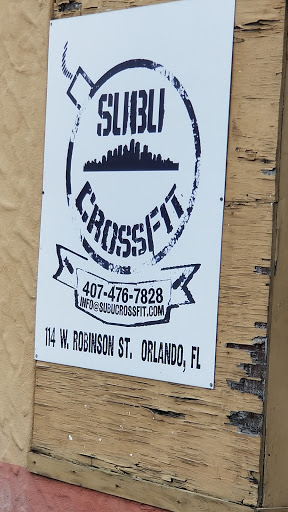 SUBU
CROSSFIT
407-476-7828
INFO@SUBUCROSSFIT.COM
114 W. ROBINSON ST. ORLANDO, FL